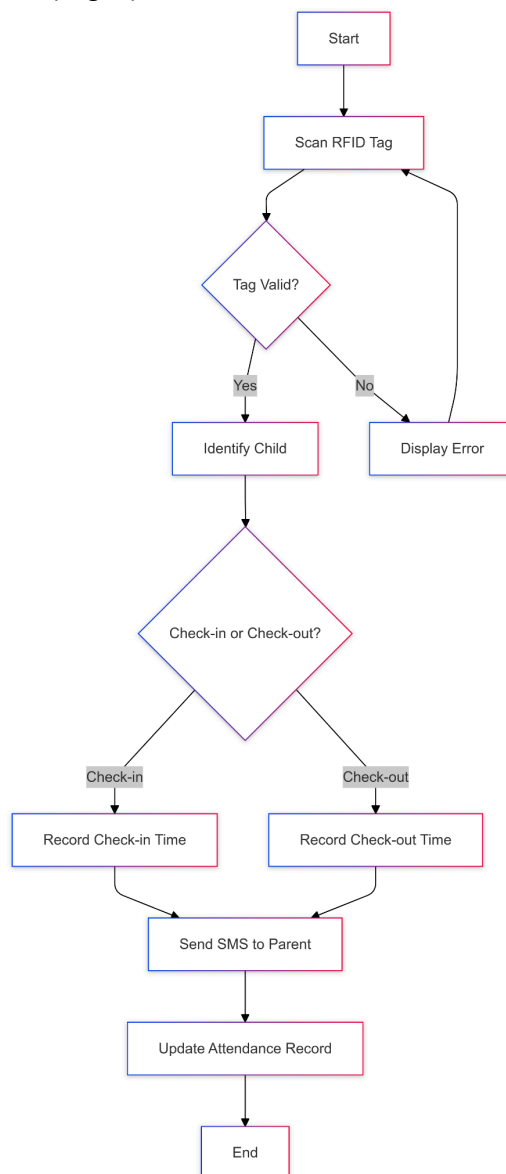 Start
Scan RFID Tag
Tag Valid?
Yes
No
Identify Child
Display Error
Check-in or Check-out?
Check-in
Check-out
Record Check-in Time
Record Check-out Time
Send SMS to Parent
Update Attendance Record
End